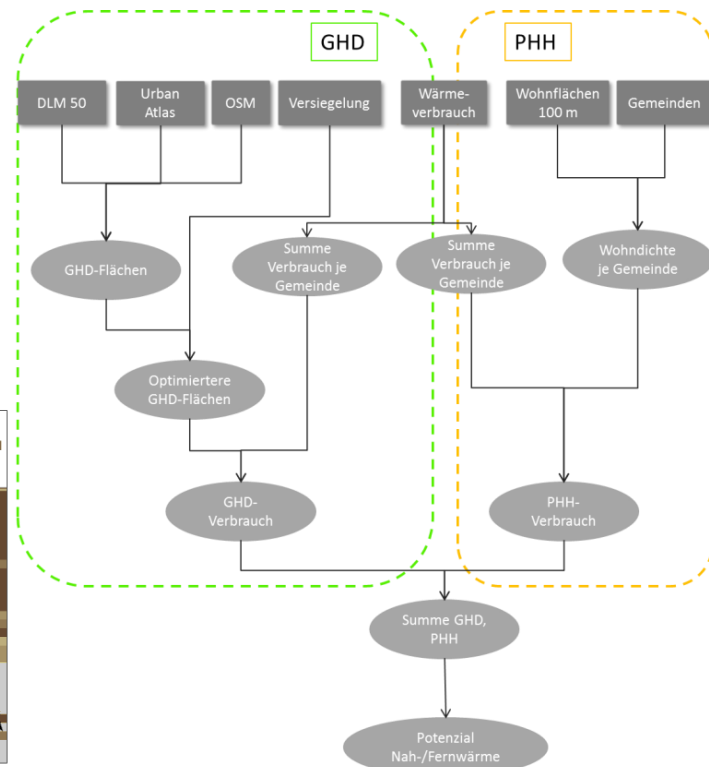 GHD
PHH
DLM 50
Urban
Atlas
OSM
Versiegelung
Wärme-
verbrauch
Wohnflächen
100 m
Gemeinden
GHD-Flächen
Summe
Verbrauch je
Gemeinde
Summe
Verbrauch je
Gemeinde
Wohndichte
je Gemeinde
Optimiertere
GHD-Flächen
GHD-
Verbrauch
PHH-
Verbrauch
Summe GHD,
PHH
Potenzial
Nah-/Fernwärme